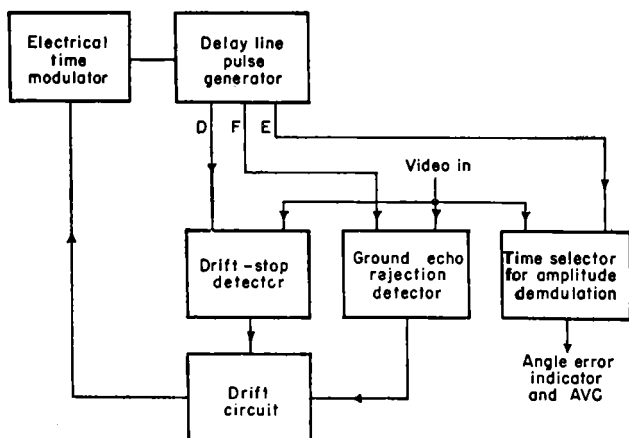 Electrical
time
modulator
Delay line
pulse
generator
D
F
E
Video in
Drift-stop
detector
Ground echo
rajection
detector
Time selector
for amplitude
demdulation
Drift
circuit
Angle error
indicator
and AVC